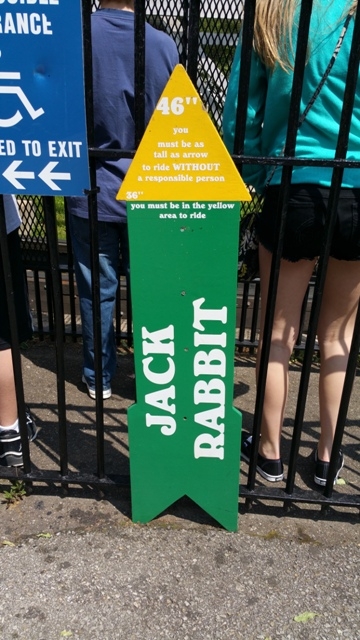 RANCE
ED TO EXIT
46"
you
must be as
tall as arrow
to ride WITHOUT
a responsible person
36"
you must be in the yellow
area to ride
JACK
RABBIT